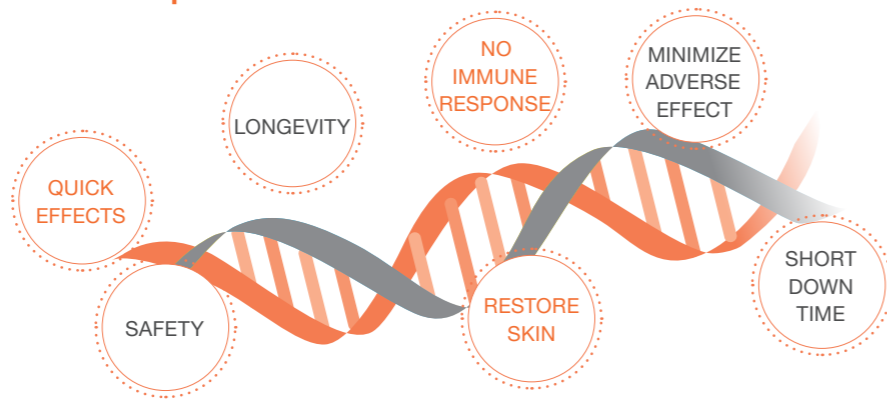 QUICK
EFFECTS
SAFETY
LONGEVITY
NO
IMMUNE
RESPONSE
RESTORE
SKIN
MINIMIZE
ADVERSE
EFFECT
SHORT
DOWN
TIME